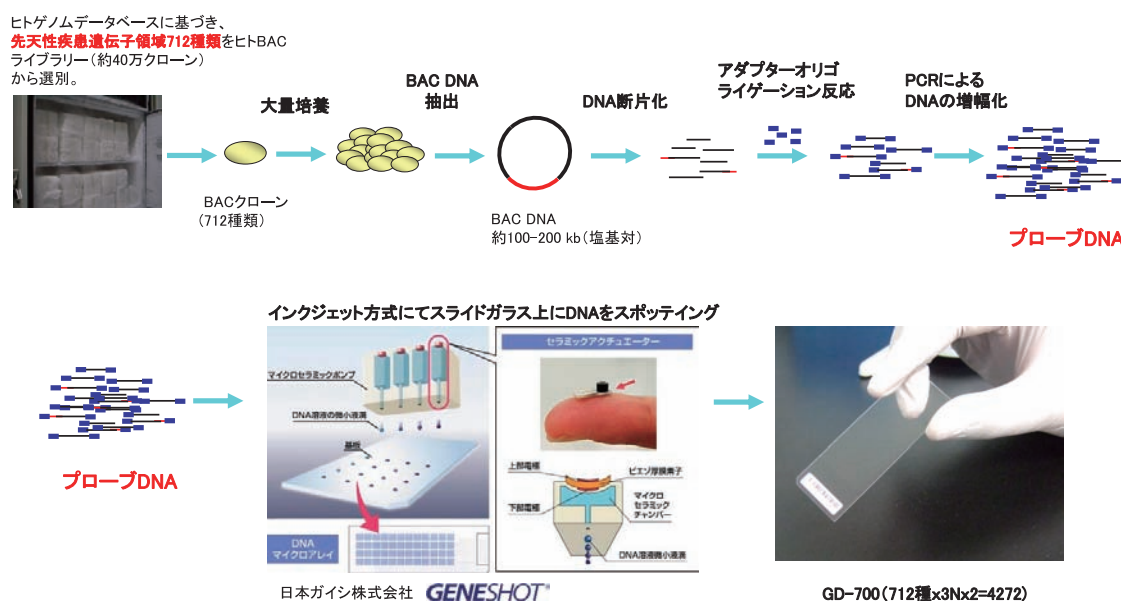 ヒトゲノムデータベースに基づき、
先天性疾患遺伝子領域712種類をヒトBAC
ライブラリー(約40万クローン)
から選別。
大量培養
BAC DNA
抽出
DNA断片化
アダプターオリゴ
ライゲーション反応
PCRによる
DNAの増幅化
BACクローン
(712種類)
BAC DNA
約100-200 kb(塩基対)
プローブDNA
インクジェット方式にてスライドガラス上にDNAをスポッテイング
プローブDNA
マイクロセラミックポンプ
DNA溶液の微小液滴
基板
DNA
マイクロアレイ
セラミックアクチュエーター
上部電極
下部電極
ピエゾ厚膜素子
マイクロ
セラミック
チャンバー
DNA溶液微小液滴
日本ガイシ株式会社 GENESHOT
GD-700(712種x3Nx2=4272)